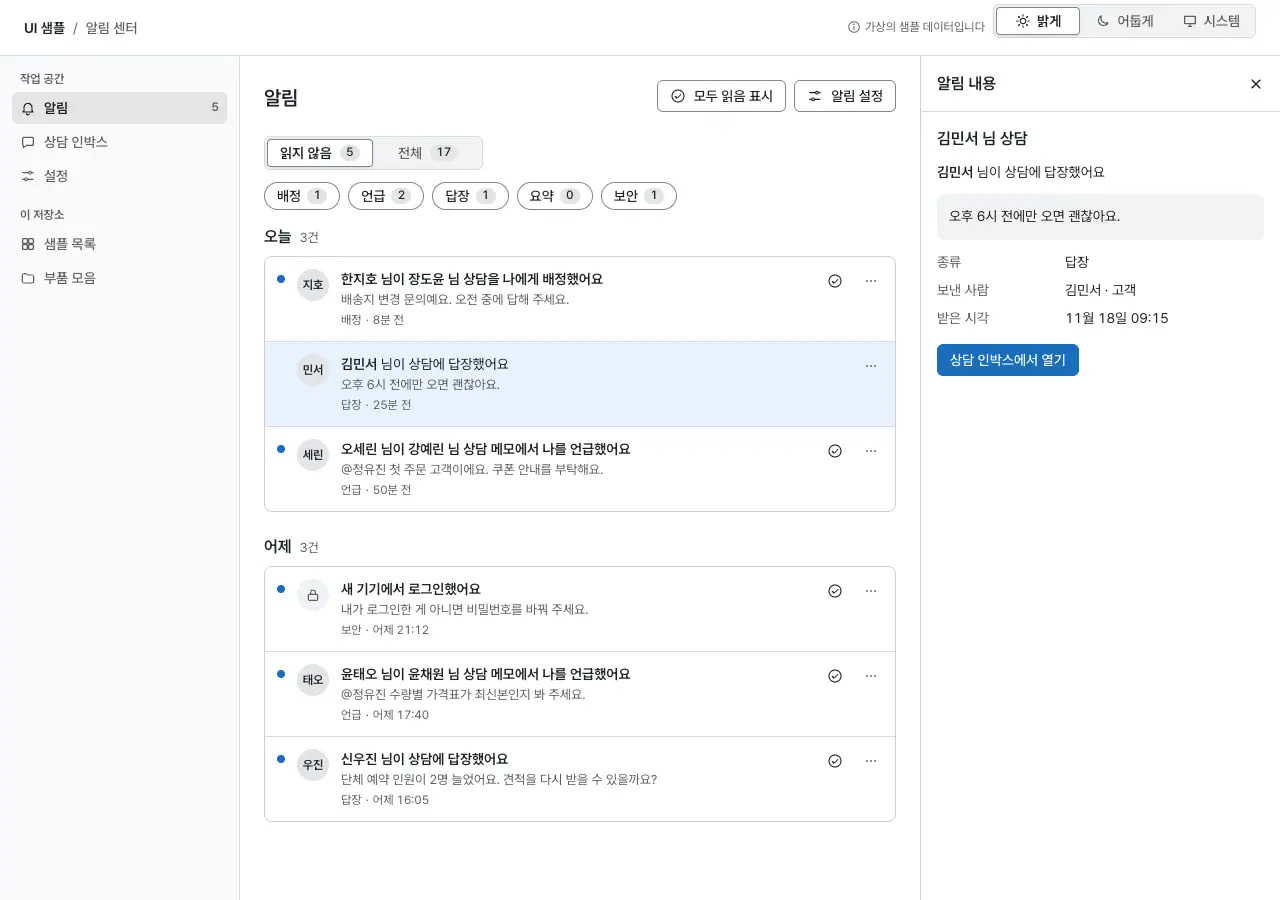 UI 샘플 / 알림 센터
가상의 샘플 데이터입니다
밝게
어둡게
시스템
작업 공간
알림 5
상담 인박스
설정
이 저장소
샘플 목록
부품 모음
알림
모두 읽음 표시
알림 설정
읽지 않음 5
전체 17
배정 1
언급 2
답장 1
요약 0
보안 1
오늘 3건
지호
한지호 님이 장도윤 님 상담을 나에게 배정했어요
배송지 변경 문의예요. 오전 중에 답해 주세요.
배정 · 8분 전
민서
김민서 님이 상담에 답장했어요
오후 6시 전에만 오면 괜찮아요.
답장 · 25분 전
세린
오세린 님이 강예린 님 상담 메모에서 나를 언급했어요
@정유진 첫 주문 고객이에요. 쿠폰 안내를 부탁해요.
언급 · 50분 전
어제 3건
새 기기에서 로그인했어요
내가 로그인한 게 아니면 비밀번호를 바꿔 주세요.
보안 · 어제 21:12
태오
윤태오 님이 윤채원 님 상담 메모에서 나를 언급했어요
@정유진 수량별 가격표가 최신본인지 봐 주세요.
언급 · 어제 17:40
우진
신우진 님이 상담에 답장했어요
단체 예약 인원이 2명 늘었어요. 견적을 다시 받을 수 있을까요?
답장 · 어제 16:05
알림 내용
김민서 님 상담
김민서 님이 상담에 답장했어요
오후 6시 전에만 오면 괜찮아요.
종류 답장
보낸 사람 김민서 · 고객
받은 시각 11월 18일 09:15
상담 인박스에서 열기